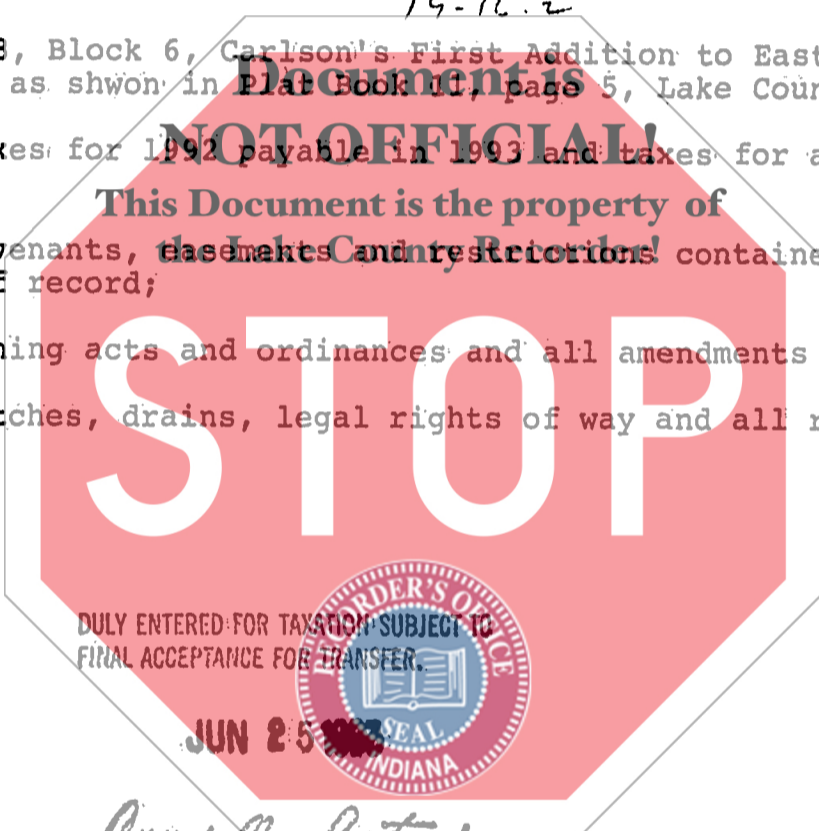 14-16.2
, Block 6, Carlson's First Addition to East
as shwon in Plat Book 11, page 5, Lake Coun
Document is
xes for 1992 payable in 1993 and taxes for a
NOT OFFICIAL!
This Document is the property of
the Lake County Recorder!
venants, easements and restrictions containe
f record;
ning acts and ordinances and all amendments
STOP
tches, drains, legal rights of way and all r
DULY ENTERED FOR TAXATION SUBJECT TO
FINAL ACCEPTANCE FOR TRANSFER.
RECORDER'S OFFICE
JUN 25
SEAL
INDIANA